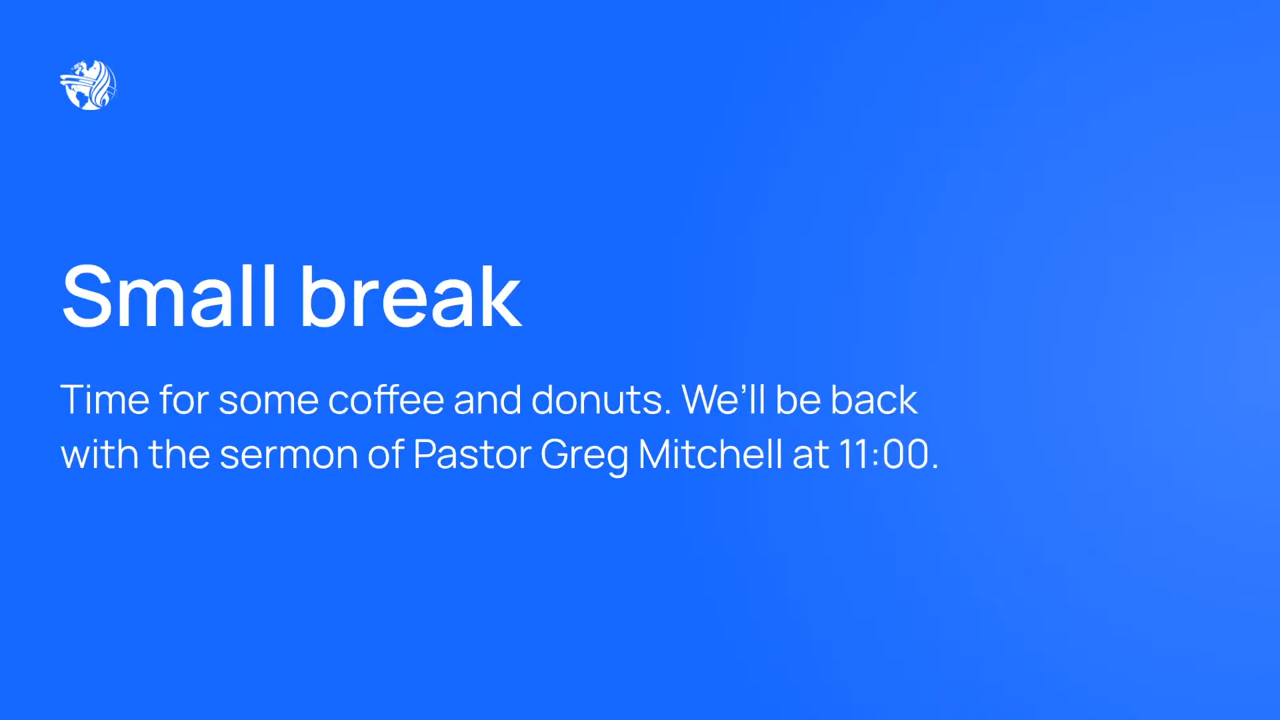 Small break
Time for some coffee and donuts. We’ll be back
with the sermon of Pastor Greg Mitchell at 11:00.